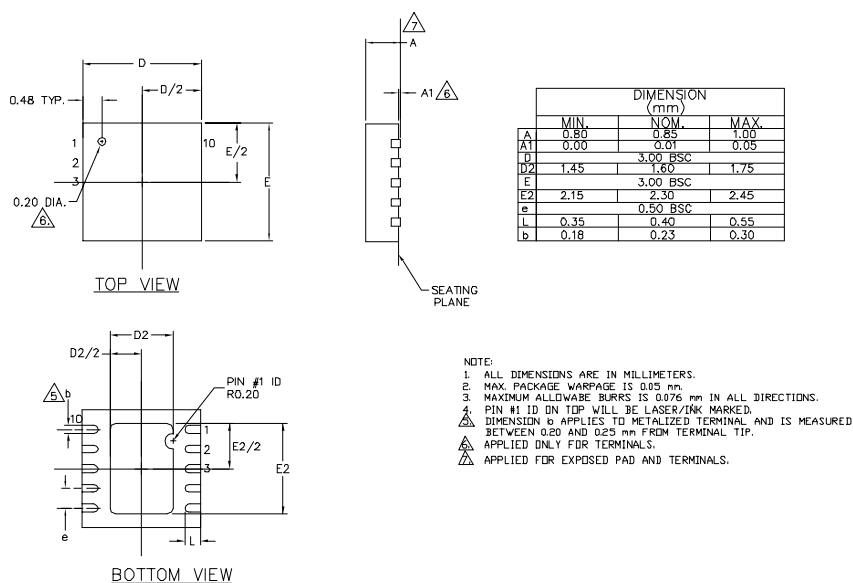 7
D
A
D/2
0.48 TYP.
A1 6
1
10
E/2
2
3
E
0.20 DIA.
6.
TOP VIEW
SEATING
PLANE
DIMENSION
(mm)
MIN. NOM. MAX.
A 0.80 0.85 1.00
A1 0.00 0.01 0.05
D 3.00 BSC
D2 1.45 1.60 1.75
E 3.00 BSC
E2 2.15 2.30 2.45
e 0.50 BSC
L 0.35 0.40 0.55
b 0.18 0.23 0.30
D2
D2/2
PIN #1 ID
R0.20
5 b
10
1
2
E2/2
3
E2
e
L
BOTTOM VIEW
NOTE:
1. ALL DIMENSIONS ARE IN MILLIMETERS.
2. MAX. PACKAGE WARPAGE IS 0.05 mm.
3. MAXIMUM ALLOWABE BURRS IS 0.076 mm IN ALL DIRECTIONS.
4. PIN #1 ID ON TOP WILL BE LASER/INK MARKED.
5. DIMENSION b APPLIES TO METALIZED TERMINAL AND IS MEASURED
BETWEEN 0.20 AND 0.25 mm FROM TERMINAL TIP.
6. APPLIED ONLY FOR TERMINALS.
7. APPLIED FOR EXPOSED PAD AND TERMINALS.